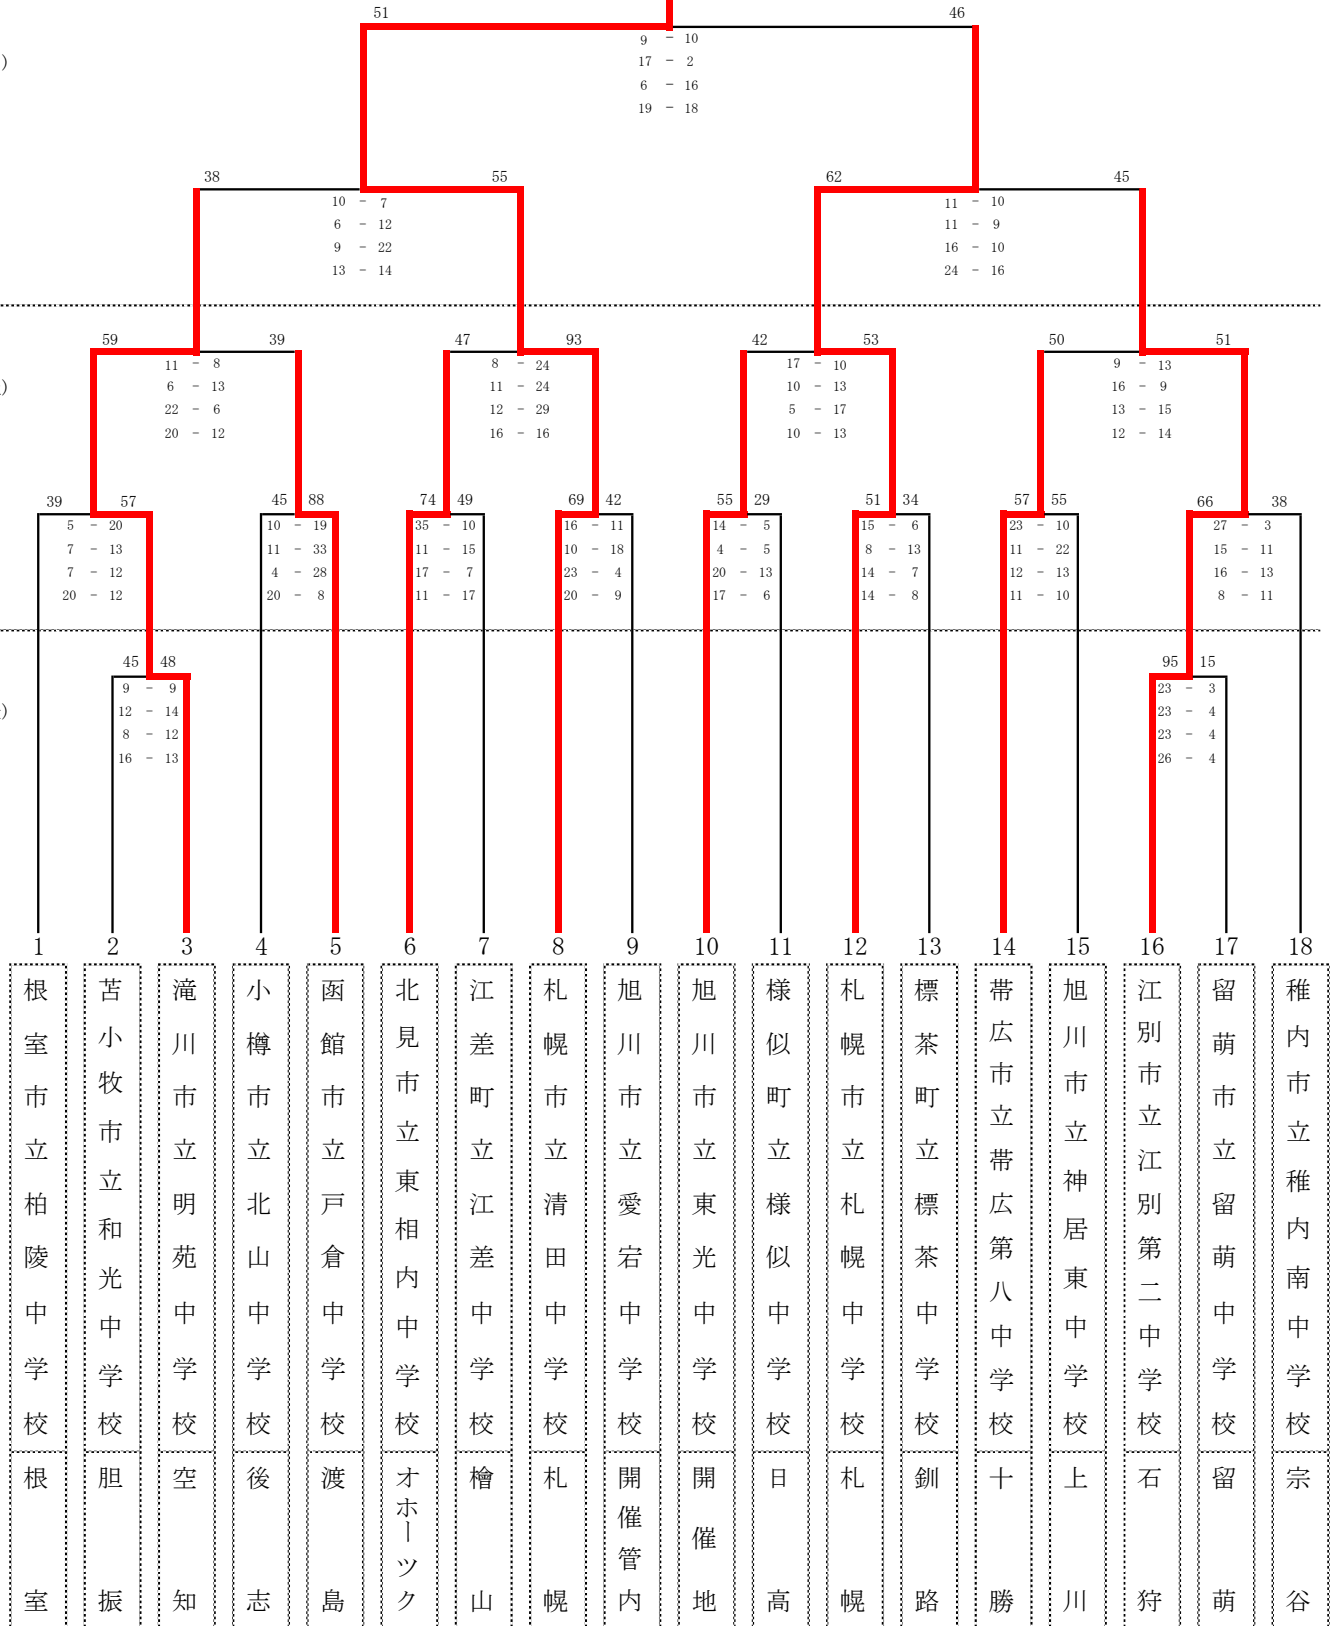 51 46
9 - 10
)
17 - 2
6 - 16
19 - 18
38 55 62 45
10 - 7 11 - 10
6 - 12 11 - 9
9 - 22 16 - 10
13 - 14 24 - 16
59 39 47 93 42 53 50 51
11 - 8 8 - 24 17 - 10 9 - 13
)
6 - 13 11 - 24 10 - 13 16 - 9
22 - 6 12 - 29 5 - 17 13 - 15
20 - 12 16 - 16 10 - 13 12 - 14
39 57 45 88 74 49 69 42 55 29 51 34 57 55 66 38
5 - 20 10 - 19 35 - 10 16 - 11 14 - 5 15 - 6 23 - 10 27 - 3
7 - 13 11 - 33 11 - 15 10 - 18 4 - 5 8 - 13 11 - 22 15 - 11
7 - 12 4 - 28 17 - 7 23 - 4 20 - 13 14 - 7 12 - 13 16 - 13
20 - 12 20 - 8 11 - 17 20 - 9 17 - 6 14 - 8 11 - 10 8 - 11
45 48 95 15
9 - 9 23 - 3
)
12 - 14 23 - 4
8 - 12 23 - 4
16 - 13 26 - 4
1 2 3 4 5 6 7 8 9 10 11 12 13 14 15 16 17 18
根室市立柏陵中学校
根室
苫小牧市立和光中学校
胆振
滝川市立明苑中学校
空知
小樽市立北山中学校
後志
函館市立戸倉中学校
渡島
北見市立東相内中学校
オホーツク
江差町立江差中学校
檜山
札幌市立清田中学校
札幌
旭川市立愛宕中学校
開催管内
旭川市立東光中学校
開催地
様似町立様似中学校
日高
札幌市立札幌中学校
札幌
標茶町立標茶中学校
釧路
帯広市立帯広第八中学校
十勝
旭川市立神居東中学校
上川
江別市立江別第二中学校
石狩
留萌市立留萌中学校
留萌
稚内市立稚内南中学校
宗谷